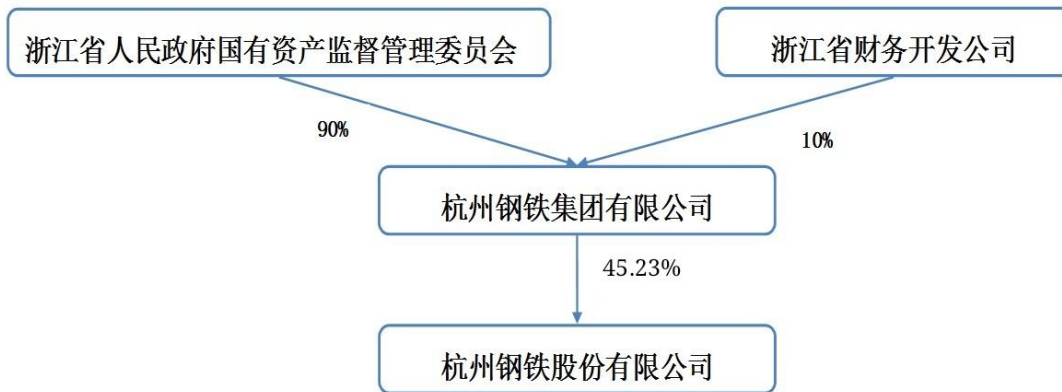 浙江省人民政府国有资产监督管理委员会
浙江省财务开发公司
90%
10%
杭州钢铁集团有限公司
45.23%
杭州钢铁股份有限公司